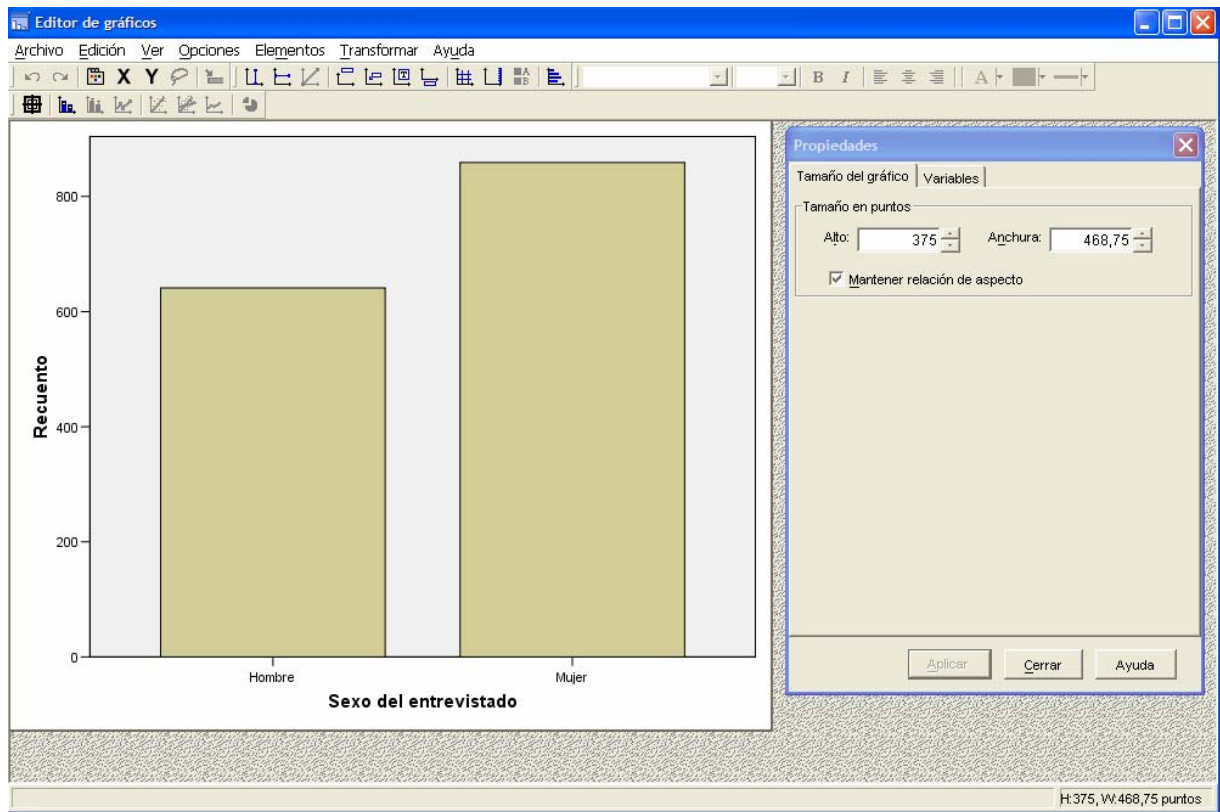 Editor de gráficos
Archivo Edición Ver Opciones Elementos Transformar Ayuda
X Y B I A
800
600
400
200
0
Recuento
Hombre Mujer
Sexo del entrevistado
Propiedades
Tamaño del gráfico Variables
Tamaño en puntos
Alto: 375 Anchura: 468,75
Mantener relación de aspecto
Aplicar Cerrar Ayuda
H:375, W:468,75 puntos